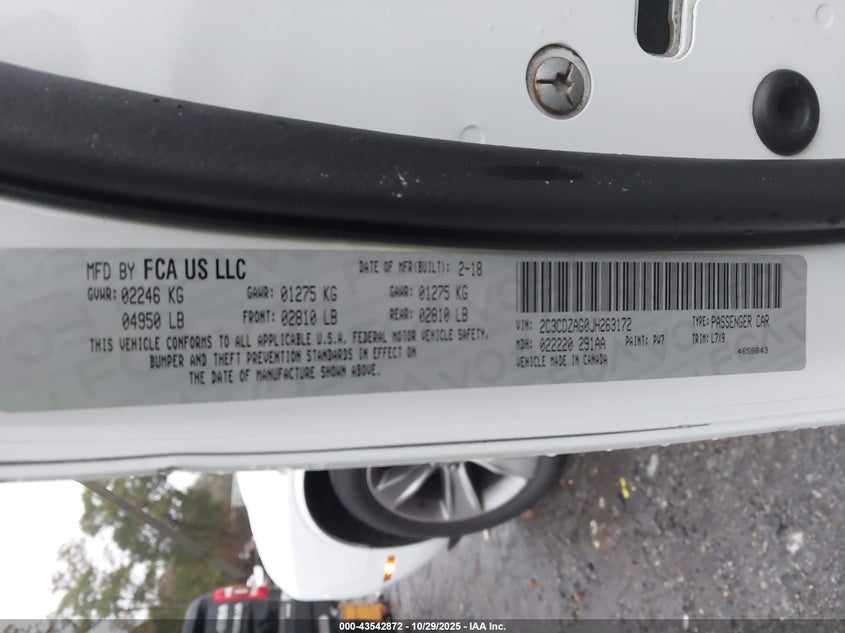 MFD BY FCA US LLC DATE OF MFR(BUILT): 2-18
GVWR: 02246 KG GAWR: 01275 KG GAWR: 01275 KG
04950 LB FRONT: 02810 LB REAR: 02810 LB
THIS VEHICLE CONFORMS TO ALL APPLICABLE U.S.A. FEDERAL MOTOR VEHICLE SAFETY,
BUMPER AND THEFT PREVENTION STANDARDS IN EFFECT ON
THE DATE OF MANUFACTURE SHOWN ABOVE.
VIN: 2C3CDZAG0JH263172 TYPE: PASSENGER CAR
MDH: 022220 291AA PAINT: PW7 TRIM: L7X9
VEHICLE MADE IN CANADA 4658849
000-43542872 | 10/29/2025 - IAA Inc.